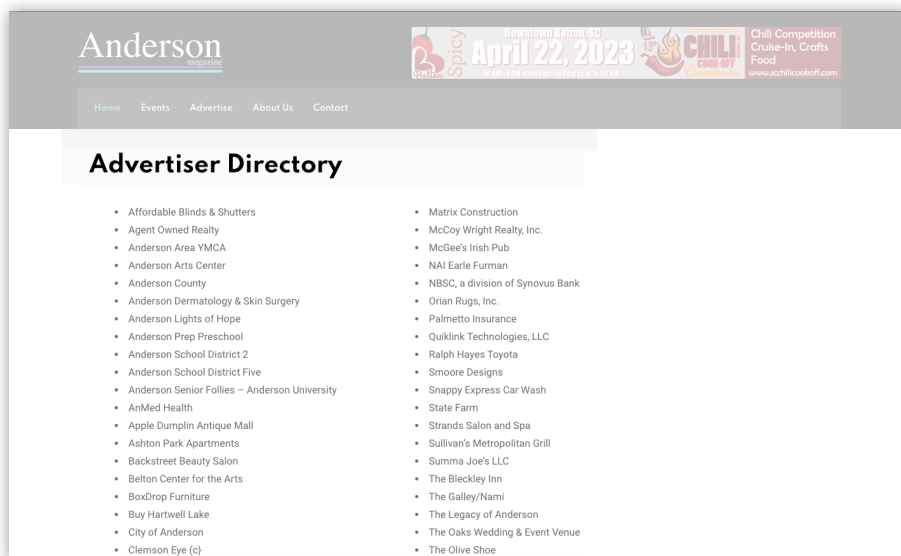 Anderson
magazine
Spicy
Downtown Belton, SC
April 22, 2023
13th
CHILI
COOK-OFF
Chili Competition
Cruise-In, Crafts
Food
www.scchilicookoff.com
Home Events Advertise About Us Contact
Advertiser Directory
• Affordable Blinds & Shutters
• Agent Owned Realty
• Anderson Area YMCA
• Anderson Arts Center
• Anderson County
• Anderson Dermatology & Skin Surgery
• Anderson Lights of Hope
• Anderson Prep Preschool
• Anderson School District 2
• Anderson School District Five
• Anderson Senior Follies – Anderson University
• AnMed Health
• Apple Dumplin Antique Mall
• Ashton Park Apartments
• Backstreet Beauty Salon
• Belton Center for the Arts
• BoxDrop Furniture
• Buy Hartwell Lake
• City of Anderson
• Clemson Eye (c}
• Matrix Construction
• McCoy Wright Realty, Inc.
• McGee's Irish Pub
• NAI Earle Furman
• NBSC, a division of Synovus Bank
• Orian Rugs, Inc.
• Palmetto Insurance
• Quiklink Technologies, LLC
• Ralph Hayes Toyota
• Smoore Designs
• Snappy Express Car Wash
• State Farm
• Strands Salon and Spa
• Sullivan's Metropolitan Grill
• Summa Joe's LLC
• The Bleckley Inn
• The Galley/Nami
• The Legacy of Anderson
• The Oaks Wedding & Event Venue
• The Olive Shoe